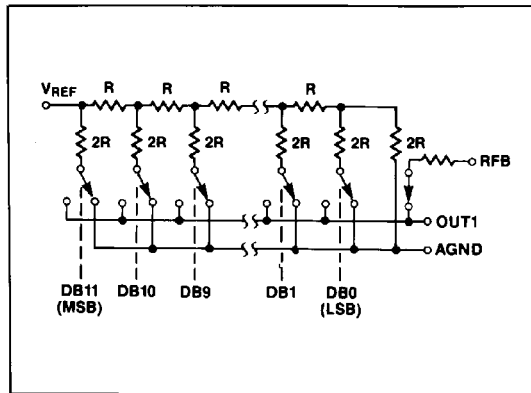 R R R R
VREF
2R 2R 2R 2R 2R 2R
RFB
OUT1
AGND
DB11 DB10 DB9 DB1 DB0
(MSB) (LSB)